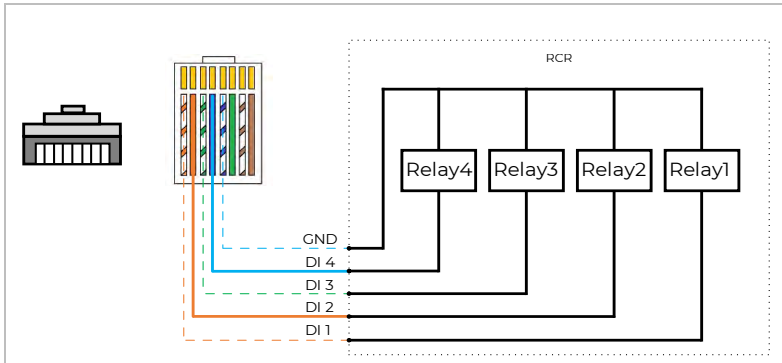 RCR
Relay4
Relay3
Relay2
Relay1
GND
DI 4
DI 3
DI 2
DI 1